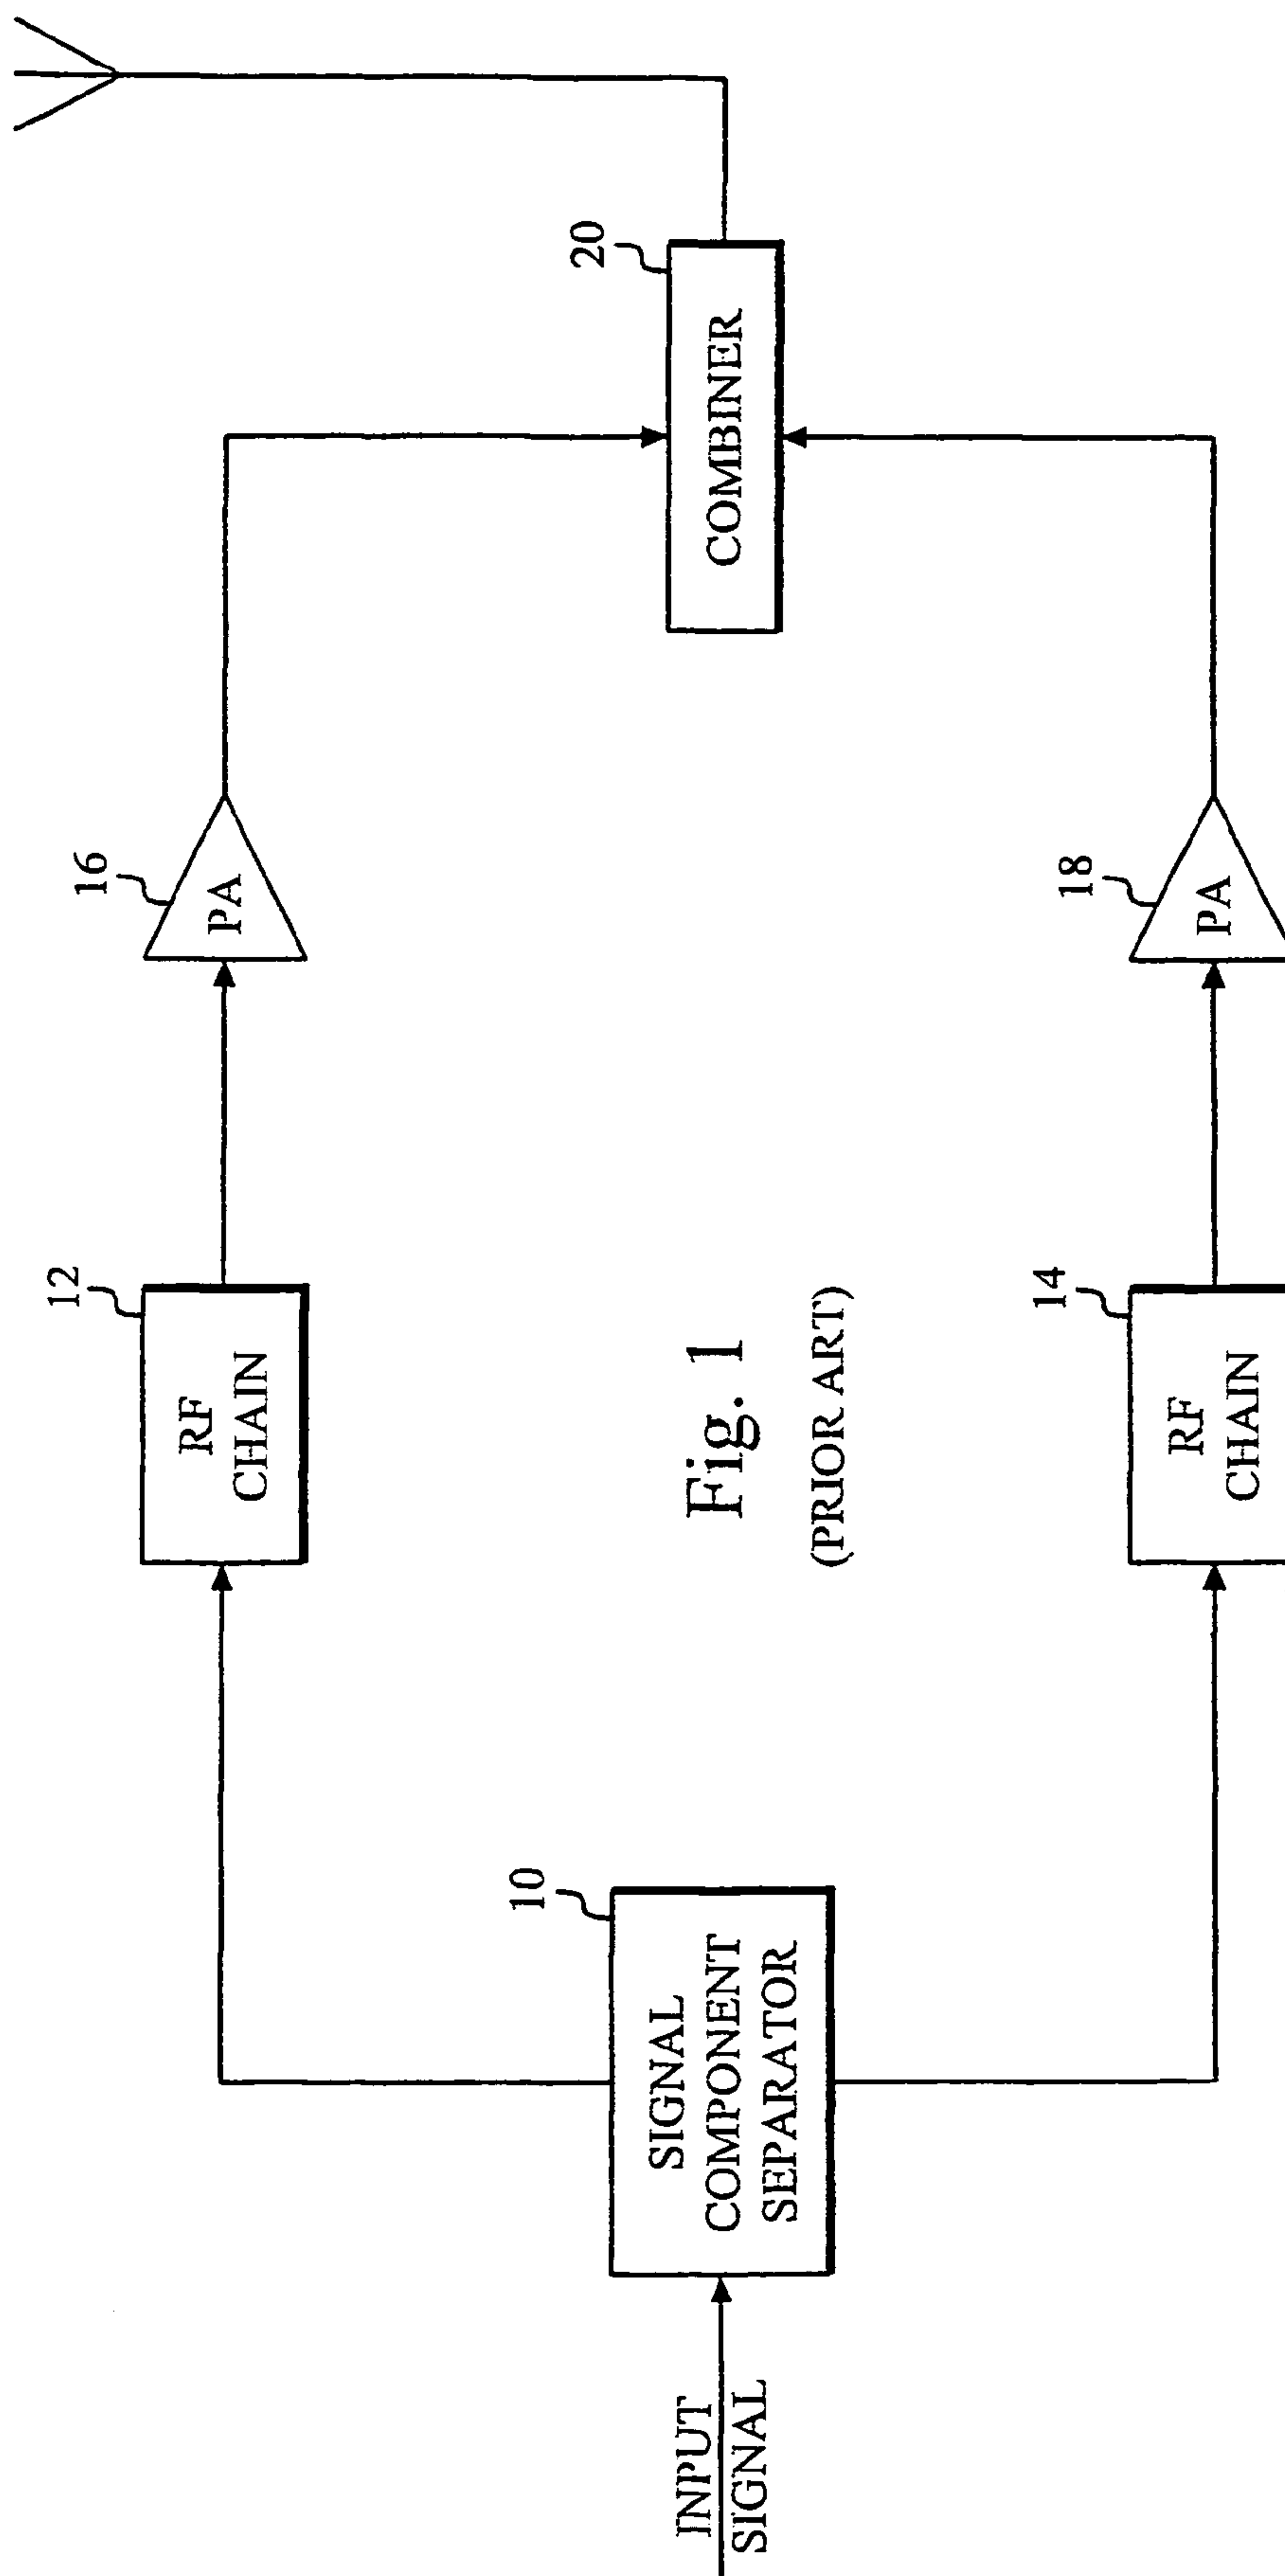 INPUT
SIGNAL
10
SIGNAL
COMPONENT
SEPARATOR
12
RF
CHAIN
16
PA
20
COMBINER
14
RF
CHAIN
18
PA
Fig. 1
(PRIOR ART)